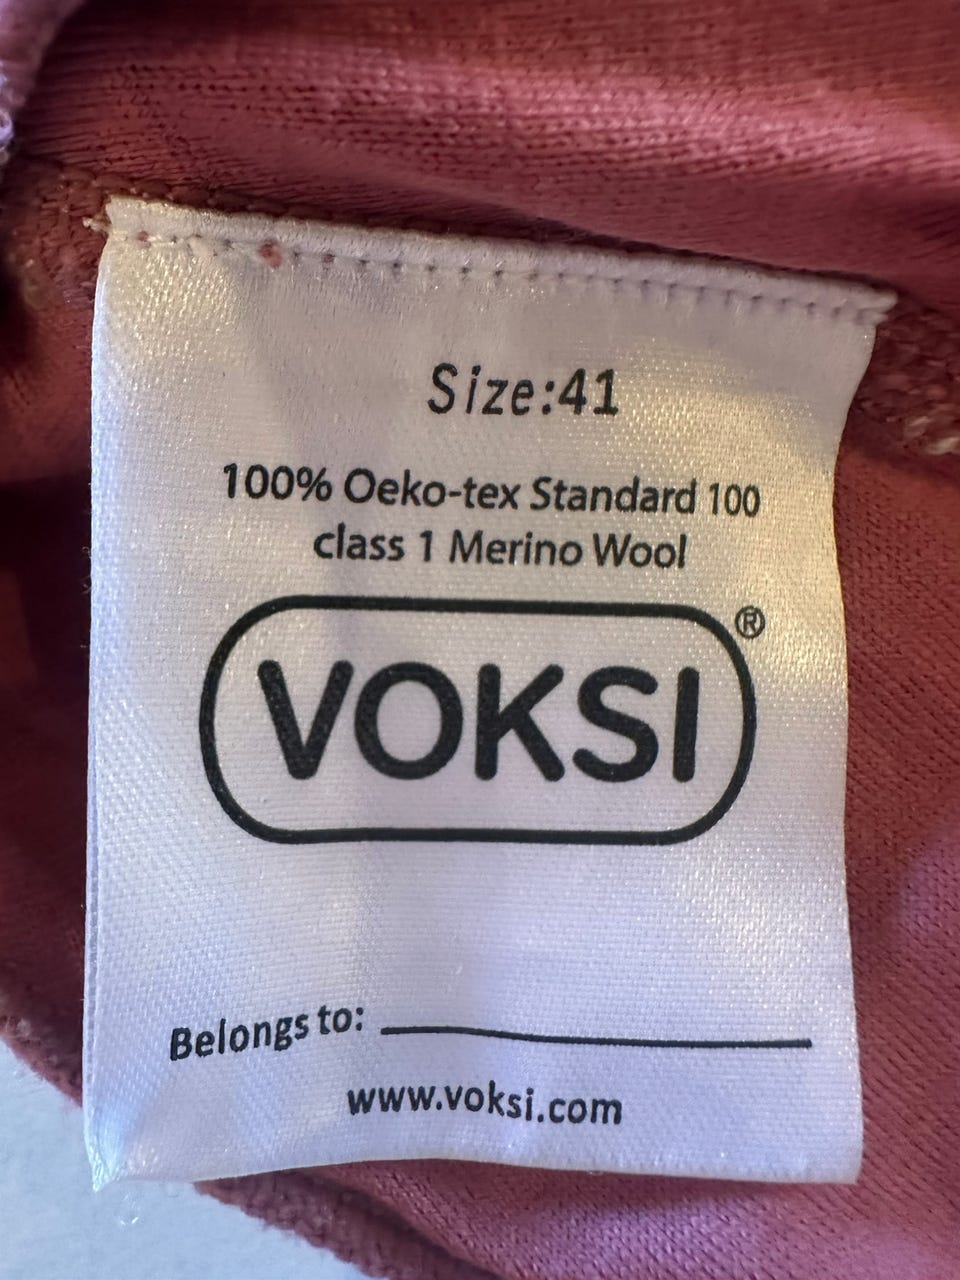 Size:41
100% Oeko-tex Standard 100
class 1 Merino Wool
VOKSI®
Belongs to:
www.voksi.com